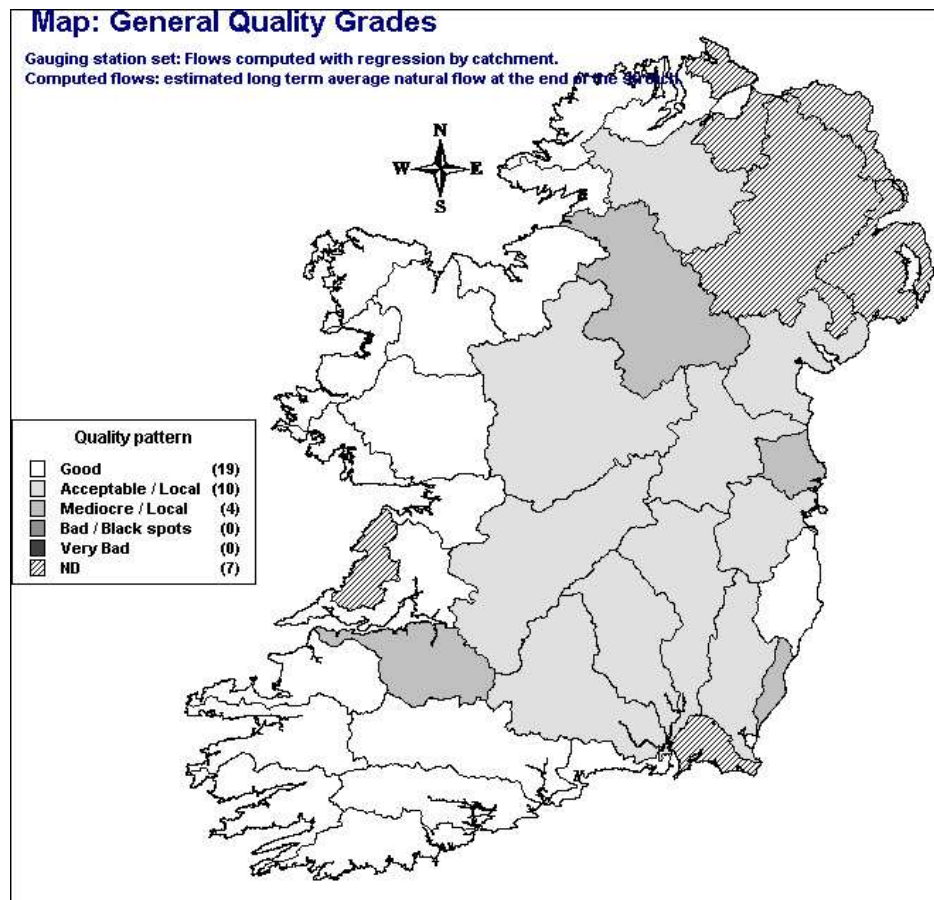 Map: General Quality Grades
Gauging station set: Flows computed with regression by catchment.
Computed flows: estimated long term average natural flow at the end of the stretch.
N
W E
S
Quality pattern
Good (19)
Acceptable / Local (10)
Mediocre / Local (4)
Bad / Black spots (0)
Very Bad (0)
ND (7)